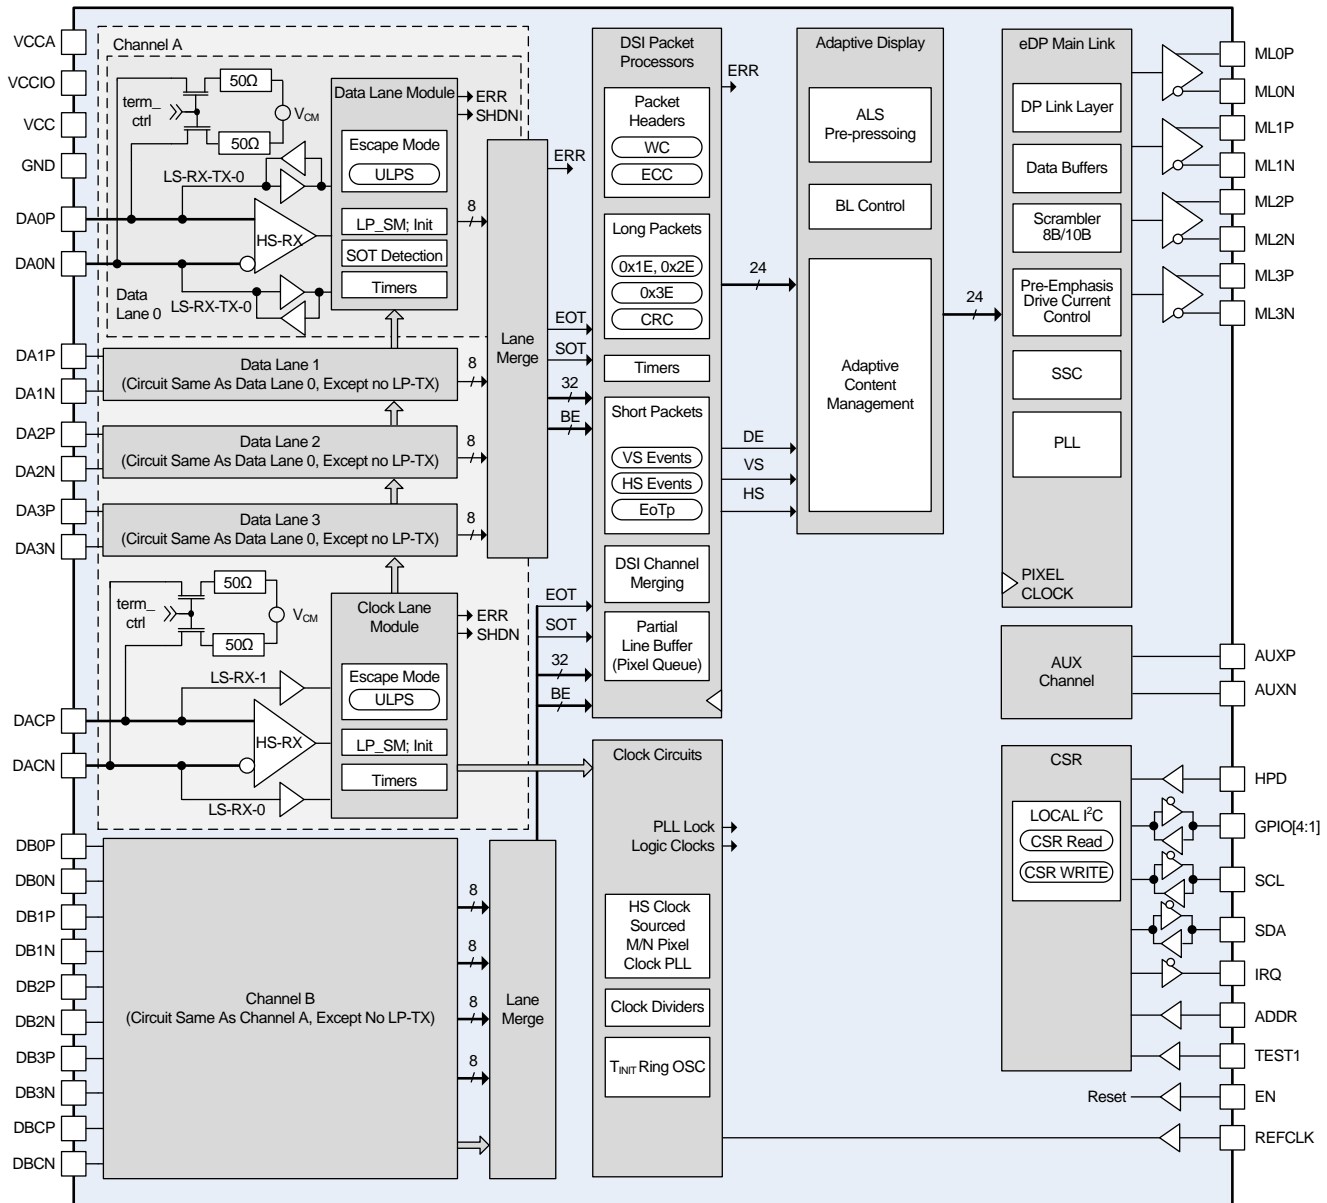 VCCA
VCCIO
VCC
GND
DA0P
DA0N
DA1P
DA1N
DA2P
DA2N
DA3P
DA3N
DACP
DACN
DB0P
DB0N
DB1P
DB1N
DB2P
DB2N
DB3P
DB3N
DBCP
DBCN
Channel A
50Ω
term_
ctrl
VCM
50Ω
LS-RX-TX-0
HS-RX
LS-RX-TX-0
Data
Lane 0
Data Lane Module
Escape Mode
ULPS
LP_SM; Init
SOT Detection
Timers
ERR
SHDN
8
Data Lane 1
(Circuit Same As Data Lane 0, Except no LP-TX)
8
Data Lane 2
(Circuit Same As Data Lane 0, Except no LP-TX)
8
Data Lane 3
(Circuit Same As Data Lane 0, Except no LP-TX)
8
50Ω
term_
ctrl
VCM
50Ω
LS-RX-1
HS-RX
LS-RX-0
Clock Lane
Module
Escape Mode
ULPS
LP_SM; Init
Timers
ERR
SHDN
Lane
Merge
ERR
EOT
SOT
32
BE
Channel B
(Circuit Same As Channel A, Except No LP-TX)
8
8
8
8
Lane
Merge
EOT
SOT
32
BE
DSI Packet
Processors
Packet
Headers
WC
ECC
Long Packets
0x1E, 0x2E
0x3E
CRC
Timers
Short Packets
VS Events
HS Events
EoTp
DSI Channel
Merging
Partial
Line Buffer
(Pixel Queue)
ERR
24
DE
VS
HS
Clock Circuits
PLL Lock
Logic Clocks
HS Clock
Sourced
M/N Pixel
Clock PLL
Clock Dividers
TINIT Ring OSC
Adaptive Display
ALS
Pre-pressoing
BL Control
Adaptive
Content
Management
24
eDP Main Link
DP Link Layer
Data Buffers
Scrambler
8B/10B
Pre-Emphasis
Drive Current
Control
SSC
PLL
PIXEL
CLOCK
AUX
Channel
CSR
LOCAL I²C
CSR Read
CSR WRITE
Reset
ML0P
ML0N
ML1P
ML1N
ML2P
ML2N
ML3P
ML3N
AUXP
AUXN
HPD
GPIO[4:1]
SCL
SDA
IRQ
ADDR
TEST1
EN
REFCLK